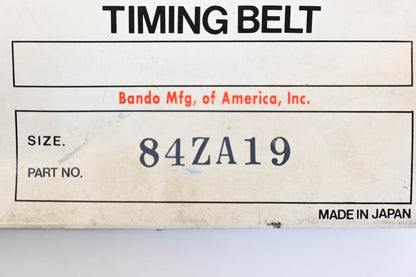 TIMING BELT
Bando Mfg, of America, Inc.
SIZE.
84ZA19
PART NO.
MADE IN JAPAN